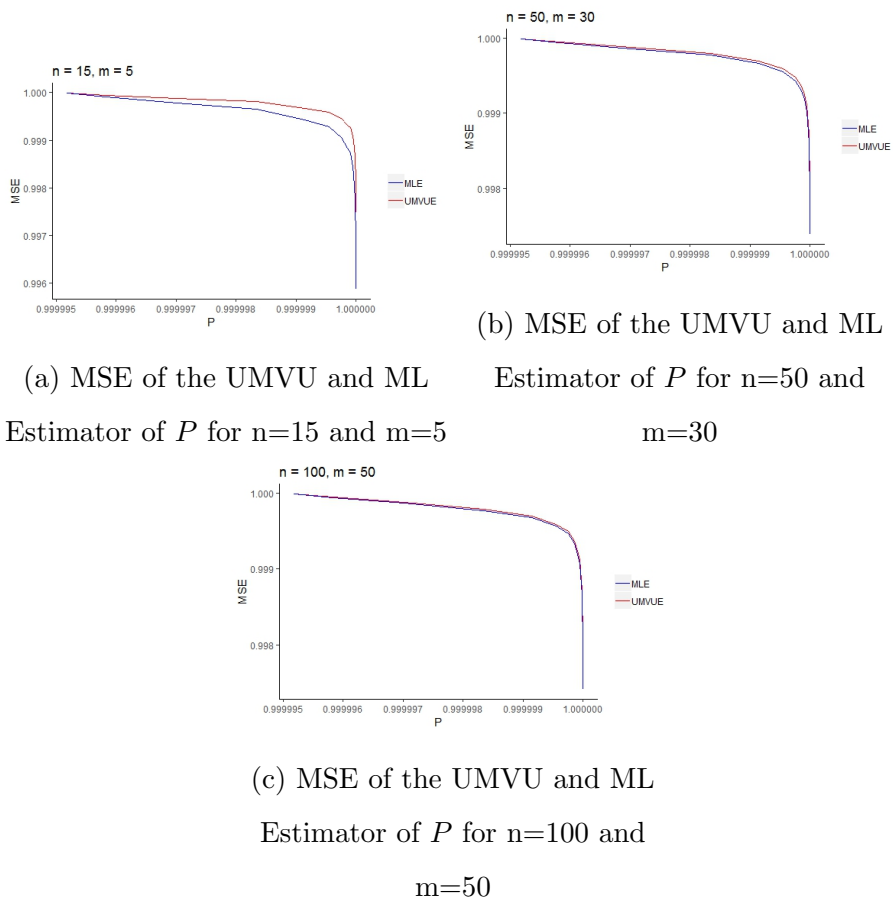 n = 15, m = 5
1.000
0.999
0.998
0.997
0.996
MSE
0.999995 0.999996 0.999997 0.999998 0.999999 1.000000
P
MLE
UMVUE
(a) MSE of the UMVU and ML
Estimator of P for n=15 and m=5
n = 50, m = 30
1.000
0.999
0.998
MSE
0.999995 0.999996 0.999997 0.999998 0.999999 1.000000
P
MLE
UMVUE
(b) MSE of the UMVU and ML
Estimator of P for n=50 and
m=30
n = 100, m = 50
1.000
0.999
0.998
MSE
0.999995 0.999996 0.999997 0.999998 0.999999 1.000000
P
MLE
UMVUE
(c) MSE of the UMVU and ML
Estimator of P for n=100 and
m=50